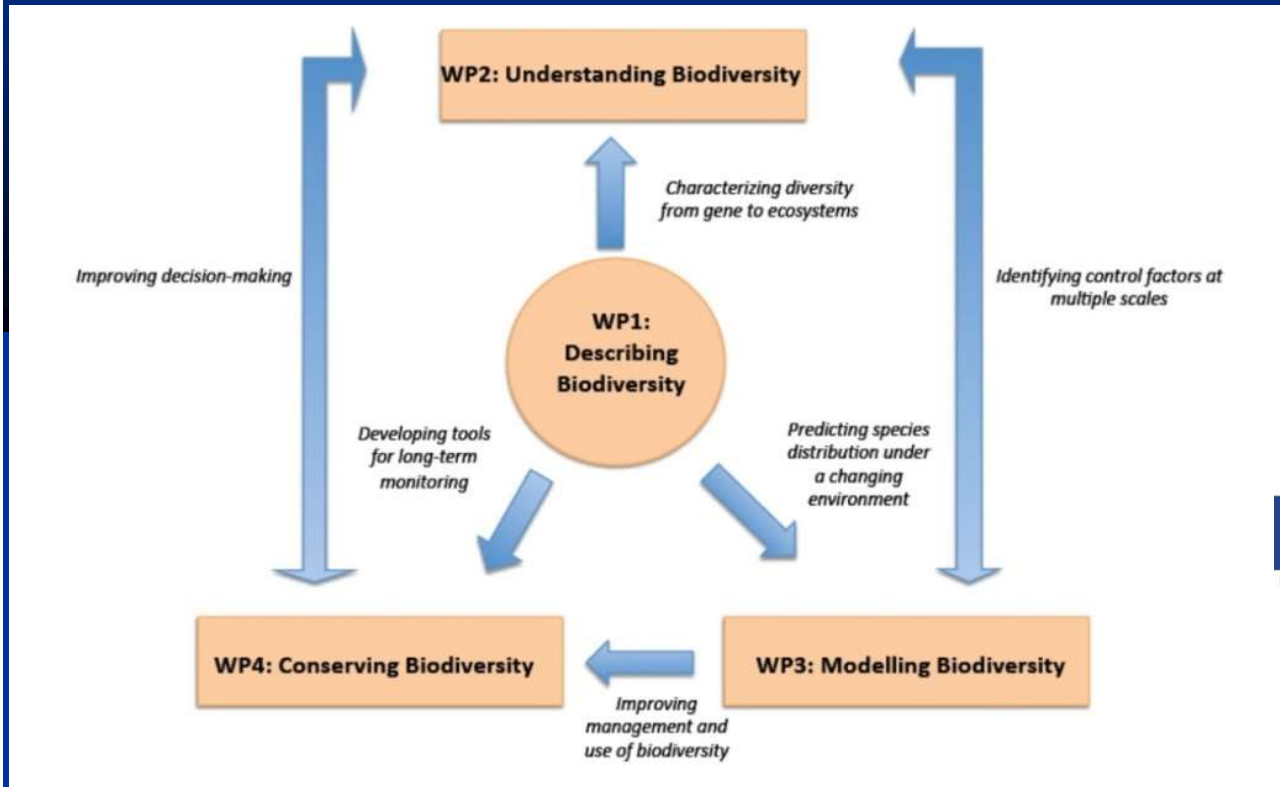 WP2: Understanding Biodiversity
Characterizing diversity
from gene to ecosystems
Improving decision-making
Identifying control factors at
multiple scales
WP1:
Describing
Biodiversity
Developing tools
for long-term
monitoring
Predicting species
distribution under
a changing
environment
WP4: Conserving Biodiversity
WP3: Modelling Biodiversity
Improving
management and
use of biodiversity